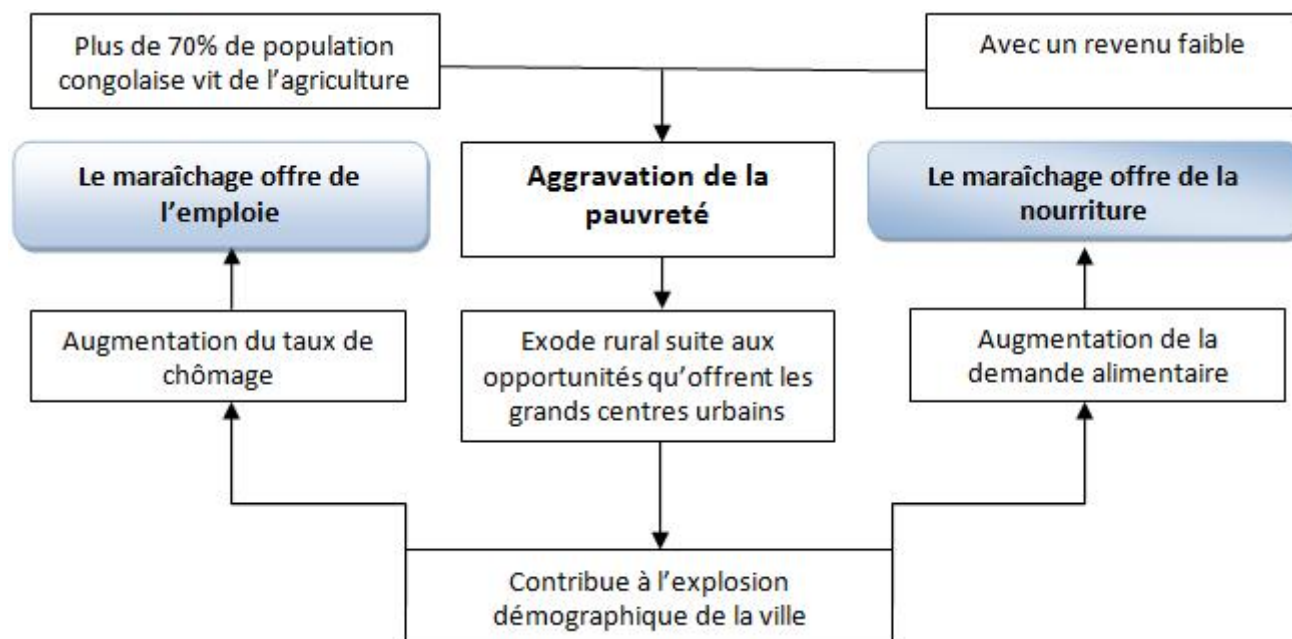 Plus de 70% de population
congolaise vit de l’agriculture
Avec un revenu faible
Le maraîchage offre de
l’emploie
Aggravation de la
pauvreté
Le maraîchage offre de la
nourriture
Augmentation du taux de
chômage
Exode rural suite aux
opportunités qu’offrent les
grands centres urbains
Augmentation de la
demande alimentaire
Contribue à l’explosion
démographique de la ville